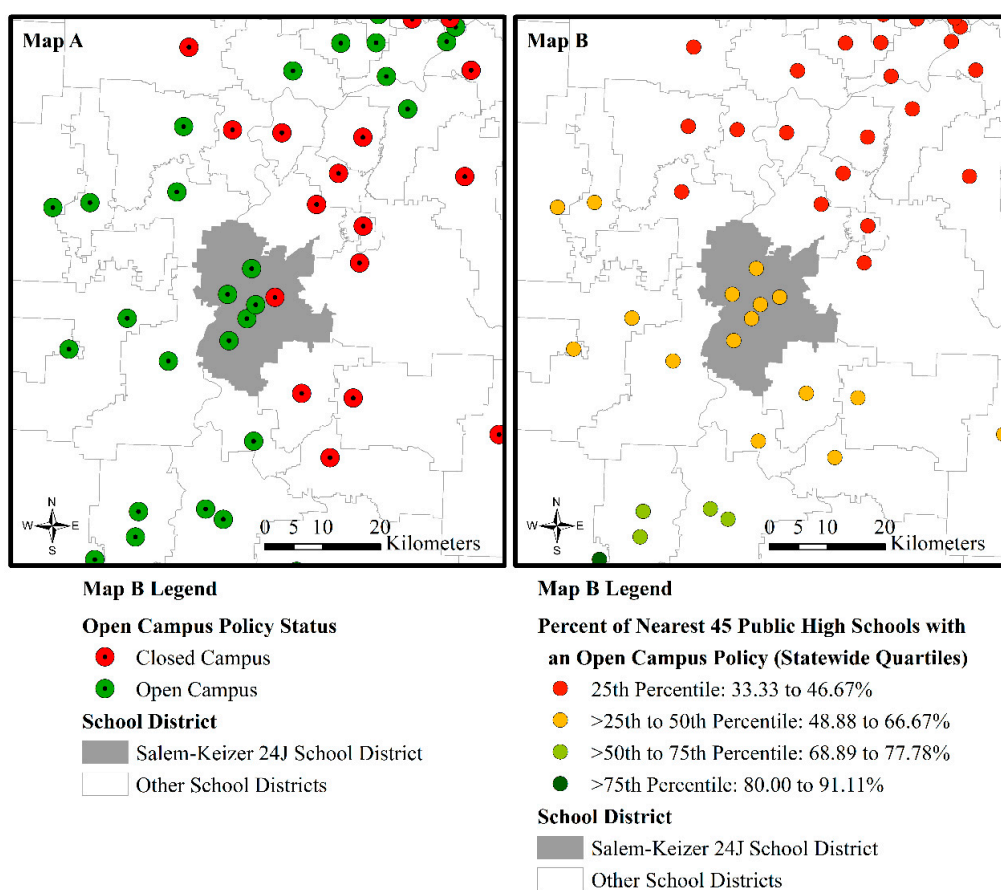 Map A
N
W E
S
0 5 10 20
Kilometers
Map B
N
W E
S
0 5 10 20
Kilometers
Map B Legend
Open Campus Policy Status
Closed Campus
Open Campus
School District
Salem-Keizer 24J School District
Other School Districts
Map B Legend
Percent of Nearest 45 Public High Schools with
an Open Campus Policy (Statewide Quartiles)
25th Percentile: 33.33 to 46.67%
>25th to 50th Percentile: 48.88 to 66.67%
>50th to 75th Percentile: 68.89 to 77.78%
>75th Percentile: 80.00 to 91.11%
School District
Salem-Keizer 24J School District
Other School Districts